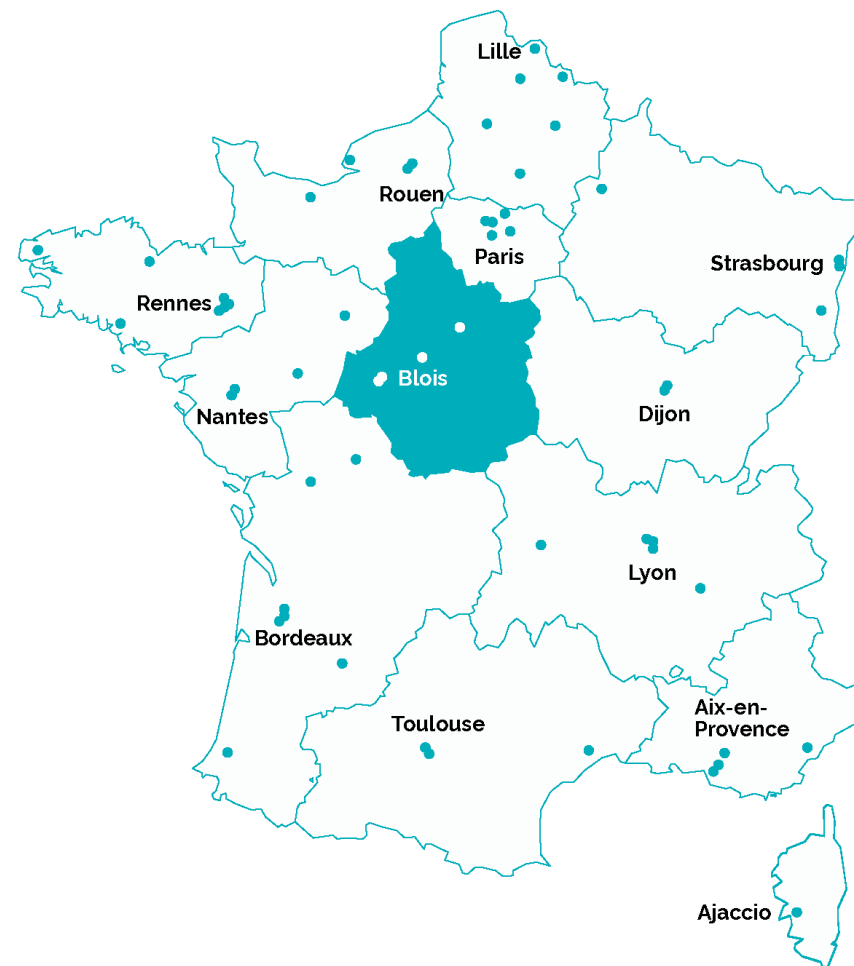 Lille
Rouen
Paris
Strasbourg
Rennes
Blois
Nantes
Dijon
Lyon
Bordeaux
Aix-en-
Provence
Toulouse
Ajaccio